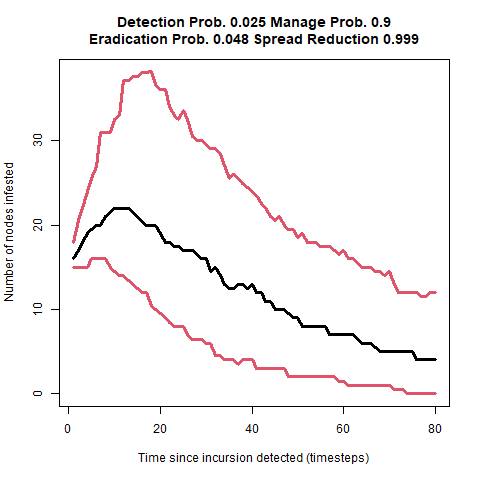 Detection Prob. 0.025 Manage Prob. 0.9
Eradication Prob. 0.048 Spread Reduction 0.999
Number of nodes infested
30
20
10
0
0 20 40 60 80
Time since incursion detected (timesteps)